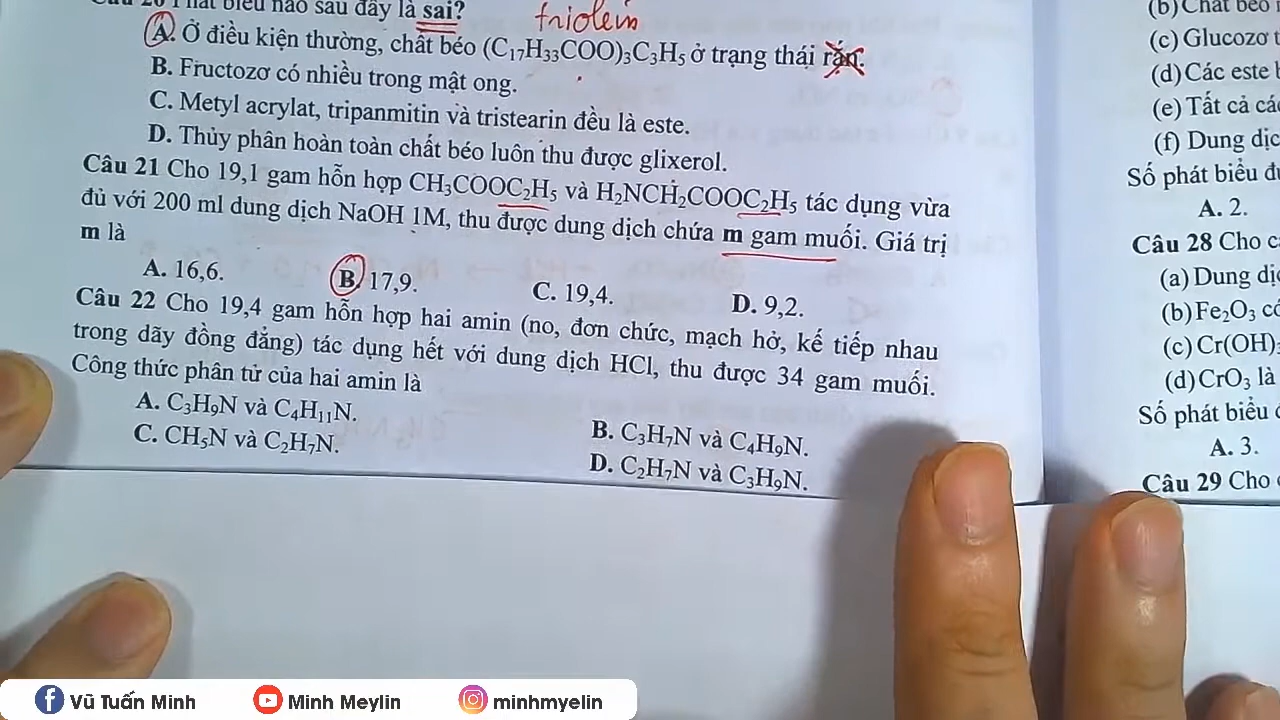 Câu 20 Phát biểu nào sau đây là sai?
triolein
A. Ở điều kiện thường, chất béo (C₁₇H₃₃COO)₃C₃H₅ ở trạng thái rắn.
B. Fructozơ có nhiều trong mật ong.
C. Metyl acrylat, tripanmitin và tristearin đều là este.
D. Thủy phân hoàn toàn chất béo luôn thu được glixerol.
Câu 21 Cho 19,1 gam hỗn hợp CH₃COOC₂H₅ và H₂NCH₂COOC₂H₅ tác dụng vừa
đủ với 200 ml dung dịch NaOH 1M, thu được dung dịch chứa m gam muối. Giá trị
m là
A. 16,6. B. 17,9. C. 19,4. D. 9,2.
Câu 22 Cho 19,4 gam hỗn hợp hai amin (no, đơn chức, mạch hở, kế tiếp nhau
trong dãy đồng đẳng) tác dụng hết với dung dịch HCl, thu được 34 gam muối.
Công thức phân tử của hai amin là
A. C₃H₉N và C₄H₁₁N. B. C₃H₇N và C₄H₉N.
C. CH₅N và C₂H₇N. D. C₂H₇N và C₃H₉N.
(b) Chất béo
(c) Glucozơ
(d) Các este
(e) Tất cả
(f) Dung
Số phát biểu
A. 2.
Câu 28 Cho
(a) Dung
(b) Fe₂O₃
(c) Cr(OH)
(d) CrO₃ là
Số phát biểu
A. 3.
Câu 29 Cho
Vũ Tuấn Minh Minh Meylin minhmyelin